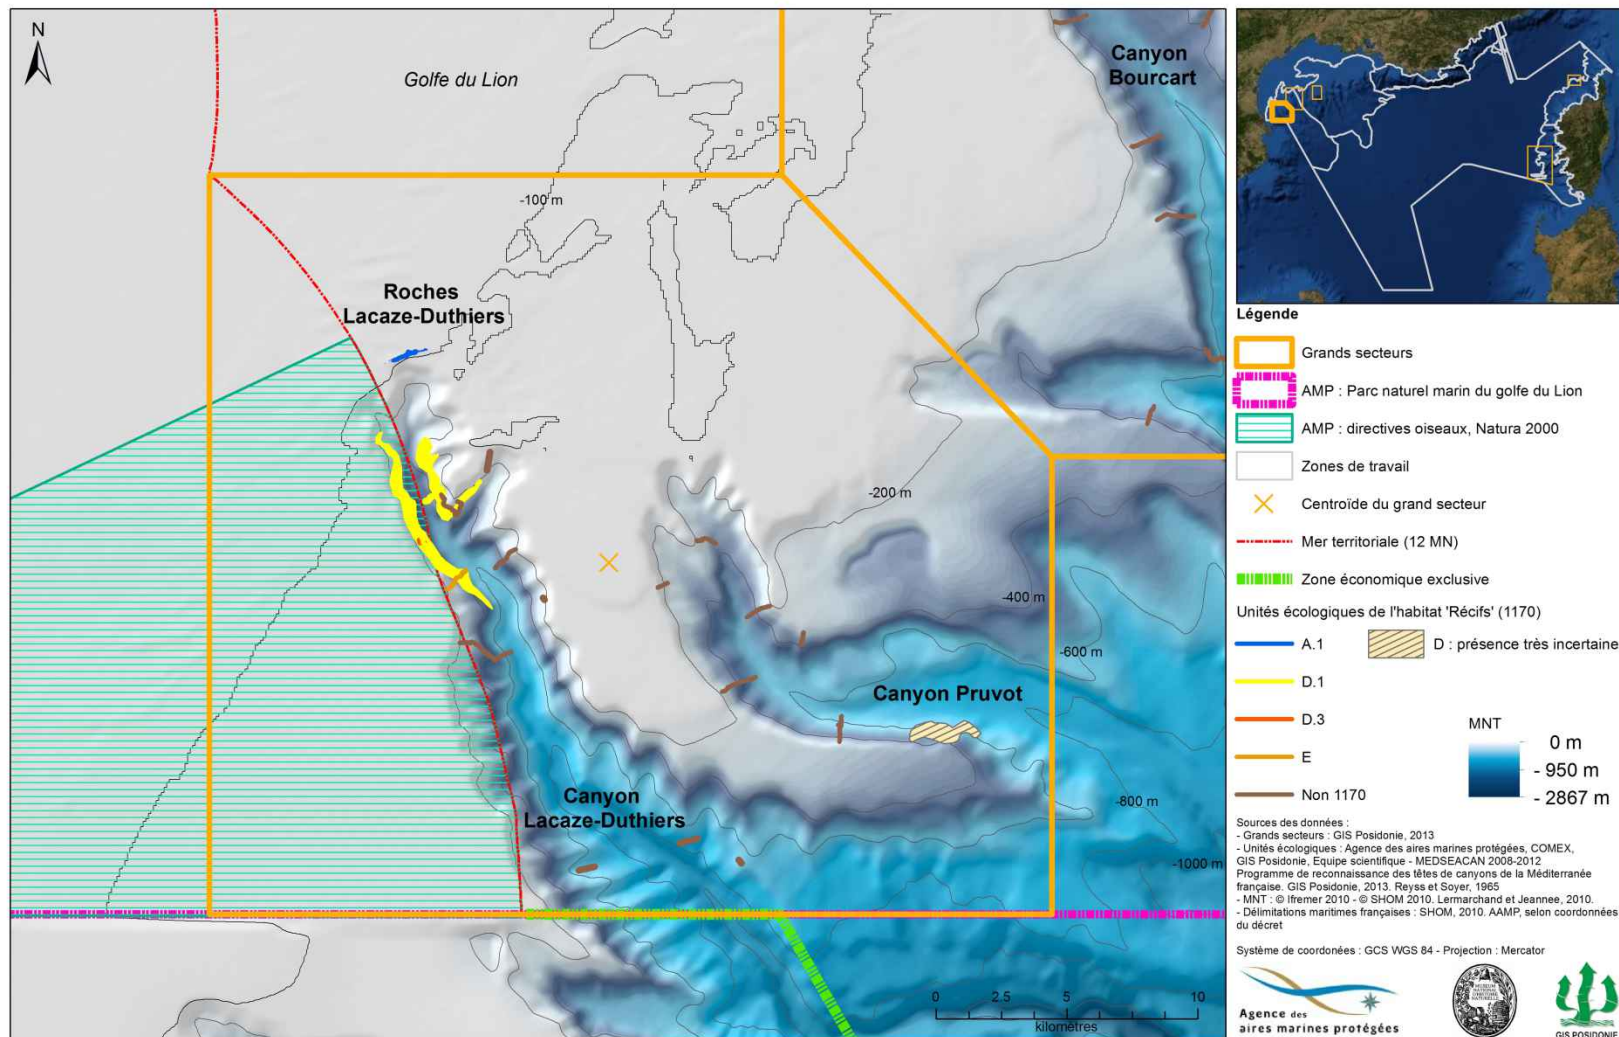 N
Golfe du Lion
Canyon
Bourcart
-100 m
Roches
Lacaze-Duthiers
-200 m
-400 m
-600 m
Canyon Pruvot
Canyon
Lacaze-Duthiers
-800 m
-1000 m
0 2.5 5 10
kilomètres
Légende
Grands secteurs
AMP : Parc naturel marin du golfe du Lion
AMP : directives oiseaux, Natura 2000
Zones de travail
Centroïde du grand secteur
Mer territoriale (12 MN)
Zone économique exclusive
Unités écologiques de l'habitat 'Récifs' (1170)
A.1
D : présence très incertaine
D.1
D.3
E
Non 1170
MNT
0 m
- 950 m
- 2867 m
Sources des données :
- Grands secteurs : GIS Posidonie, 2013
- Unités écologiques : Agence des aires marines protégées, COMEX,
GIS Posidonie, Equipe scientifique - MEDSEACAN 2008-2012
Programme de reconnaissance des têtes de canyons de la Méditerranée
française. GIS Posidonie, 2013. Reyss et Soyer, 1965
- MNT : © Ifremer 2010 - © SHOM 2010. Lermarchand et Jeannee, 2010.
- Délimitations maritimes françaises : SHOM, 2010. AAMP, selon coordonnées
du décret
Système de coordonées : GCS WGS 84 - Projection : Mercator
Agence des
aires marines protégées
MUSEUM
NATIONAL
D'HISTOIRE
NATURELLE
GIS POSIDONIE